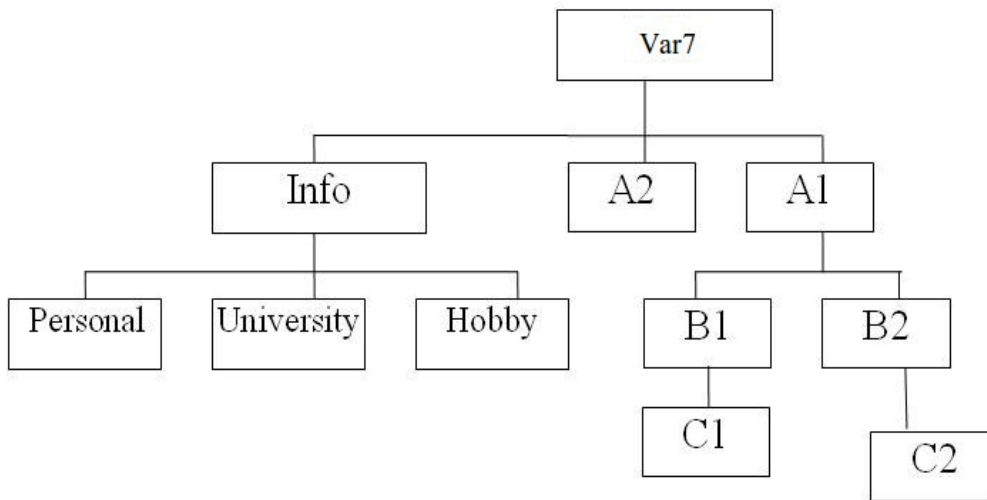 Var7
Info
A2
A1
Personal
University
Hobby
B1
B2
C1
C2